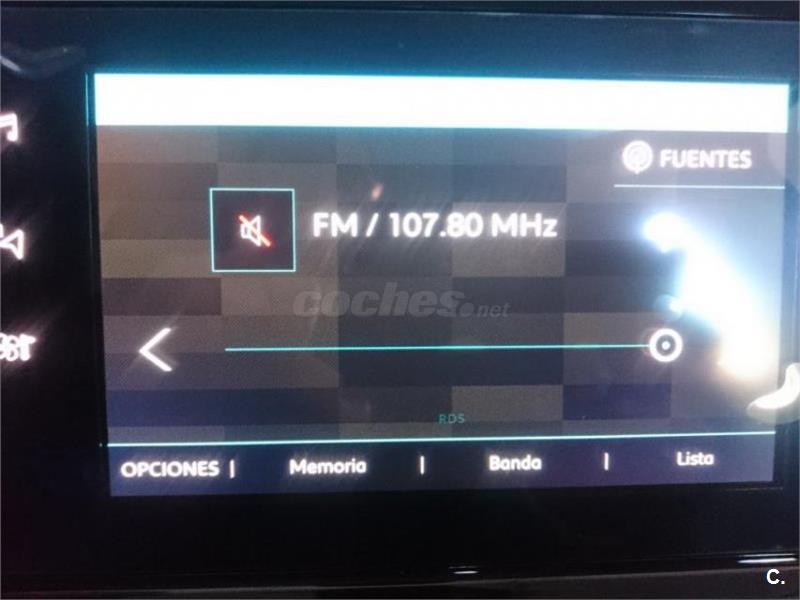 FUENTES
FM / 107.80 MHz
coches.net
RDS
OPCIONES | Memoria | Banda | Lista
C.